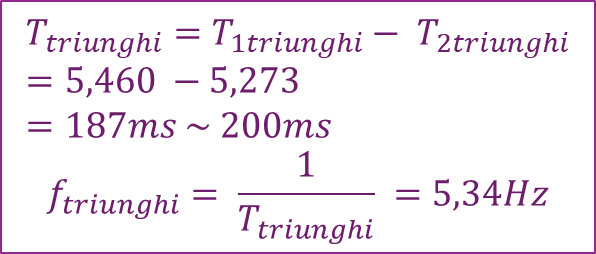 T_triunghi = T_1triunghi − T_2triunghi
= 5,460 − 5,273
= 187ms ~ 200ms
f_triunghi = 1/T_triunghi = 5,34Hz